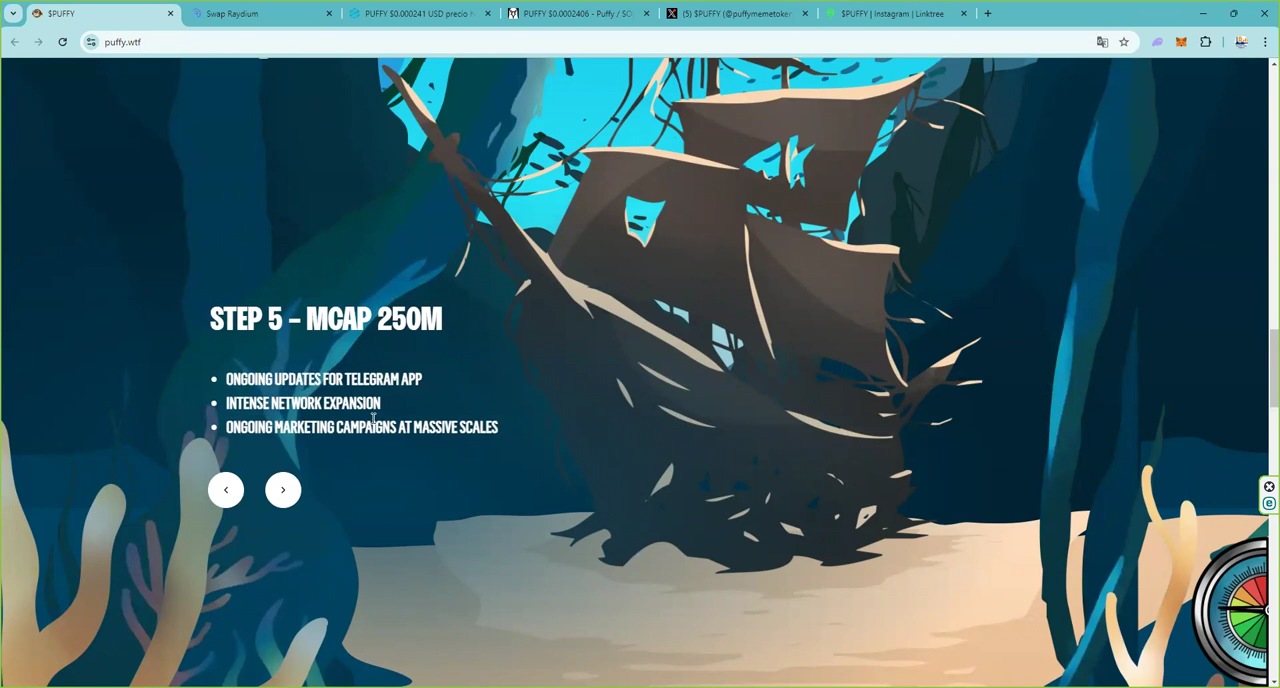 $PUFFY
Swap Raydium
PUFFY $0.000241 USD precio
PUFFY $0.0002406 - Puffy / SO
(5) $PUFFY (@puffymemetoken
$PUFFY | Instagram | Linktree
puffy.wtf
STEP 5 – MCAP 250M
• ONGOING UPDATES FOR TELEGRAM APP
• INTENSE NETWORK EXPANSION
• ONGOING MARKETING CAMPAIGNS AT MASSIVE SCALES